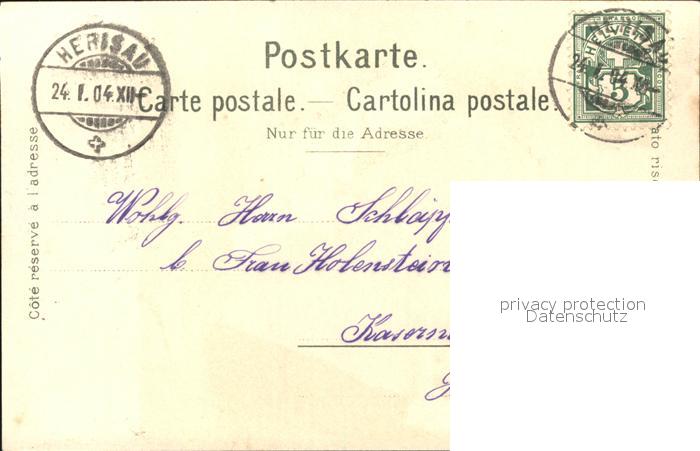 HERISAU
24. I. 04. XII
Postkarte.
HELVETIA
5
Carte postale. — Cartolina postale.
Nur für die Adresse.
Côté réservé à l'adresse
Wohlg. Herrn
b. Frau Holenstein
privacy protection
Datenschutz